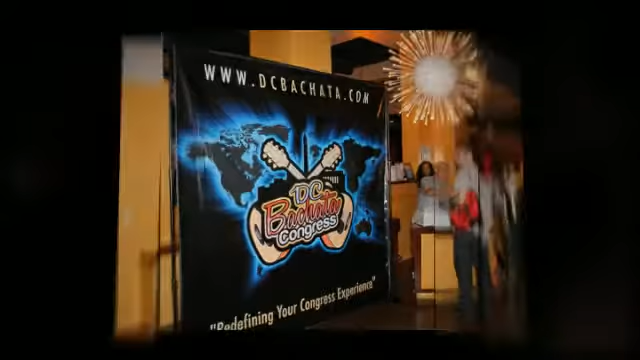 WWW.DCBACHATA.COM
DC
Bachata
Congress
"Redefining Your Congress Experience"